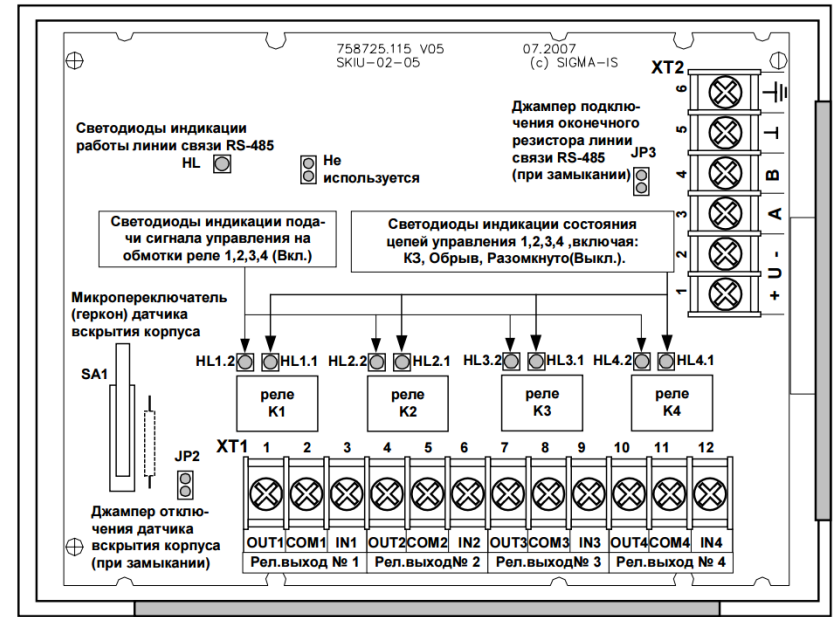 758725.115 V05 07.2007
SKIU-02-05 (c) SIGMA-IS
XT2
6
5 ⊥
4 B
3 A
2 -
U
1 +
Джампер подклю-
чения оконечного
резистора линии
связи RS-485
(при замыкании)
JP3
Светодиоды индикации
работы линии связи RS-485
HL
Не
используется
Светодиоды индикации пода-
чи сигнала управления на
обмотки реле 1,2,3,4 (Вкл.)
Светодиоды индикации состояния
цепей управления 1,2,3,4 ,включая:
КЗ, Обрыв, Разомкнуто(Выкл.).
Микропереключатель
(геркон) датчика
вскрытия корпуса
SA1
HL1.2 HL1.1 HL2.2 HL2.1 HL3.2 HL3.1 HL4.2 HL4.1
реле реле реле реле
K1 K2 K3 K4
JP2
Джампер отклю-
чения датчика
вскрытия корпуса
(при замыкании)
XT1 1 2 3 4 5 6 7 8 9 10 11 12
OUT1 COM1 IN1 OUT2 COM2 IN2 OUT3 COM3 IN3 OUT4 COM4 IN4
Рел.выход № 1 Рел.выход№ 2 Рел.выход№ 3 Рел.выход № 4